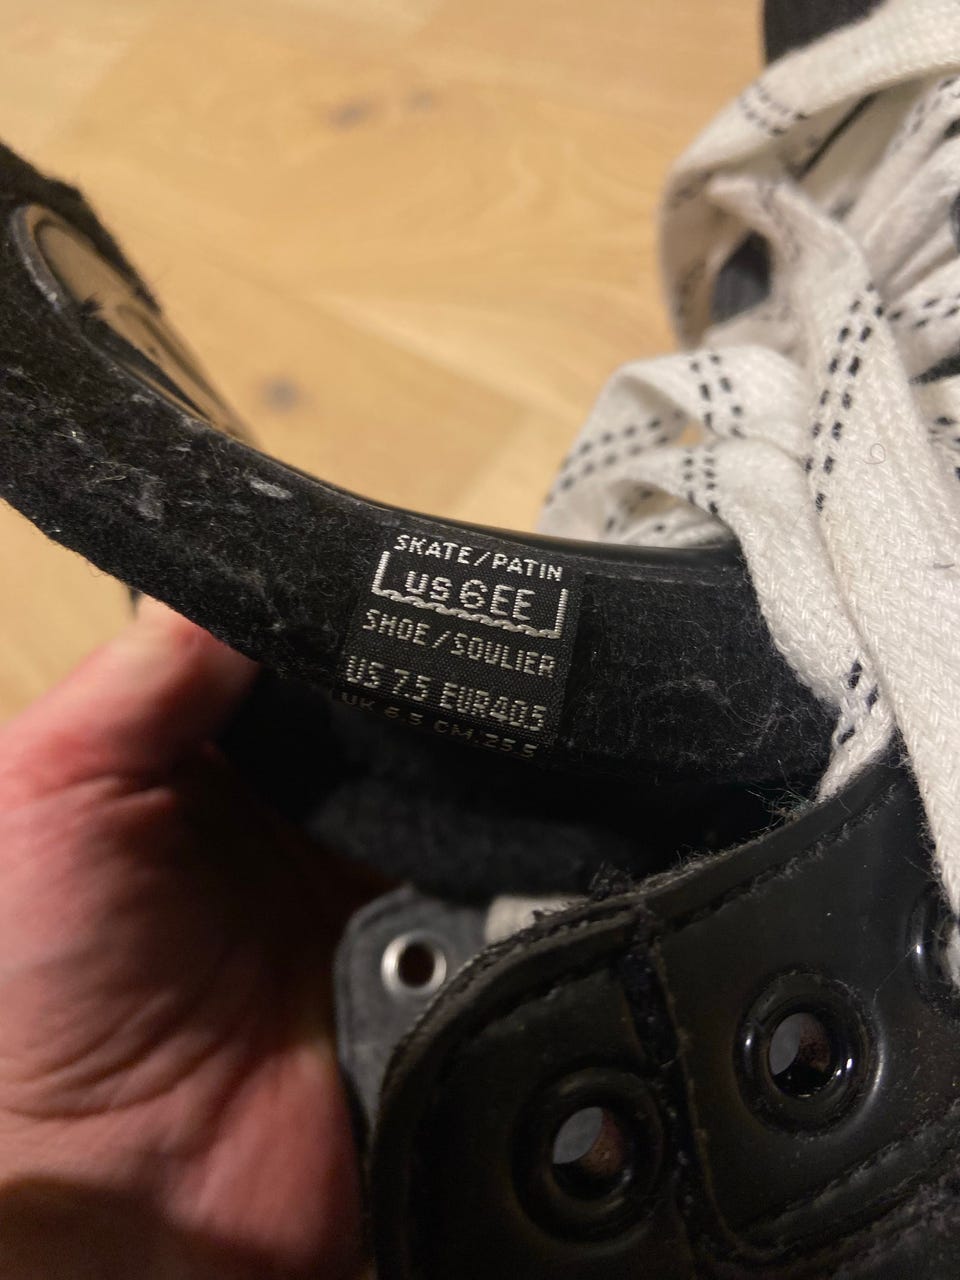 SKATE/PATIN
US 6EE
SHOE/SOULIER
US 7.5 EUR40.5
UK 6.5 CM.25.5